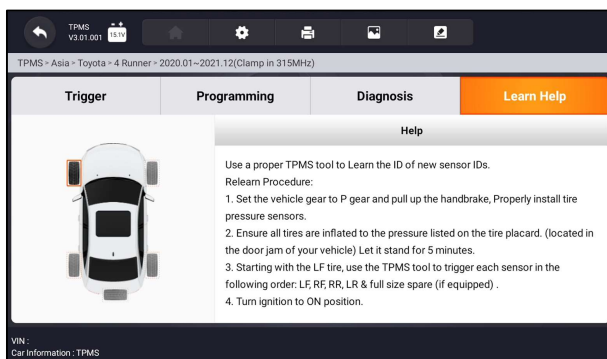 TPMS
V3.01.001
15.1V
TPMS > Asia > Toyota > 4 Runner > 2020.01~2021.12(Clamp in 315MHz)
Trigger Programming Diagnosis Learn Help
Help
Use a proper TPMS tool to Learn the ID of new sensor IDs.
Relearn Procedure:
1. Set the vehicle gear to P gear and pull up the handbrake, Properly install tire
pressure sensors.
2. Ensure all tires are inflated to the pressure listed on the tire placard. (located in
the door jam of your vehicle) Let it stand for 5 minutes.
3. Starting with the LF tire, use the TPMS tool to trigger each sensor in the
following order: LF, RF, RR, LR & full size spare (if equipped) .
4. Turn ignition to ON position.
VIN :
Car Information : TPMS